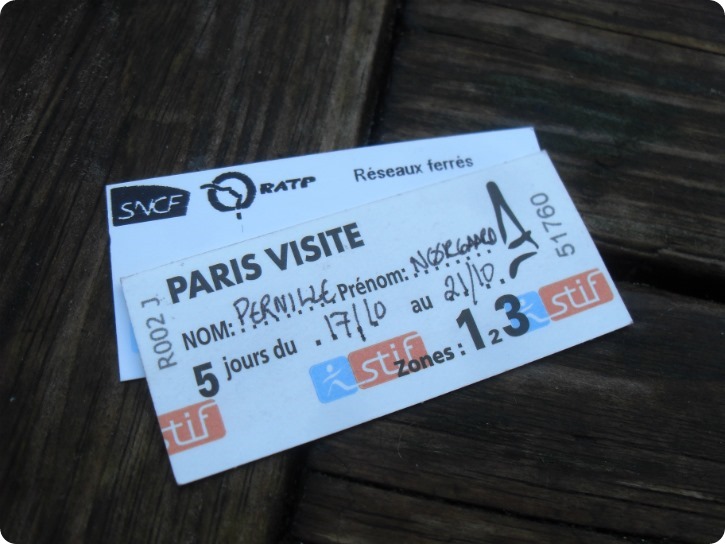 SNCF RATP Réseaux ferrés
PARIS VISITE
NOM: PERNILLE Prénom: NØRGAARD A
5 jours du 17/10 au 21/10
stif Zones : 1 2 3 stif
stif
R002 J
51760